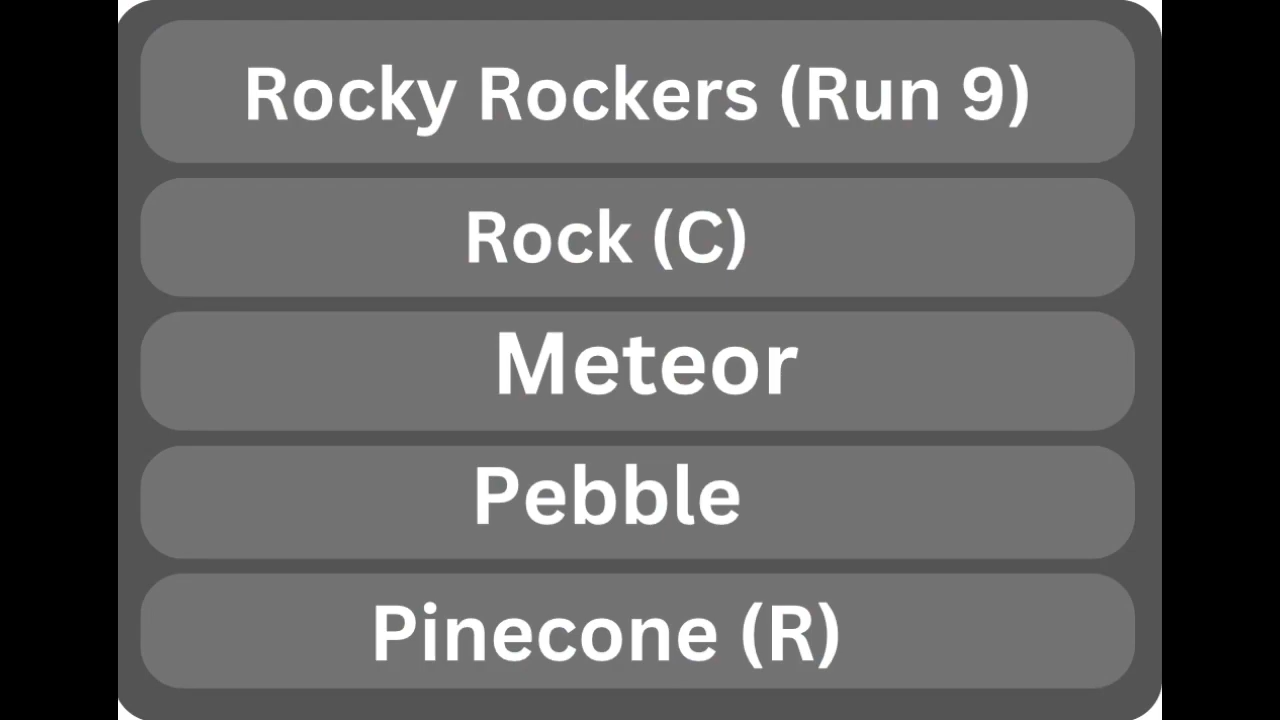 Rocky Rockers (Run 9)
Rock (C)
Meteor
Pebble
Pinecone (R)